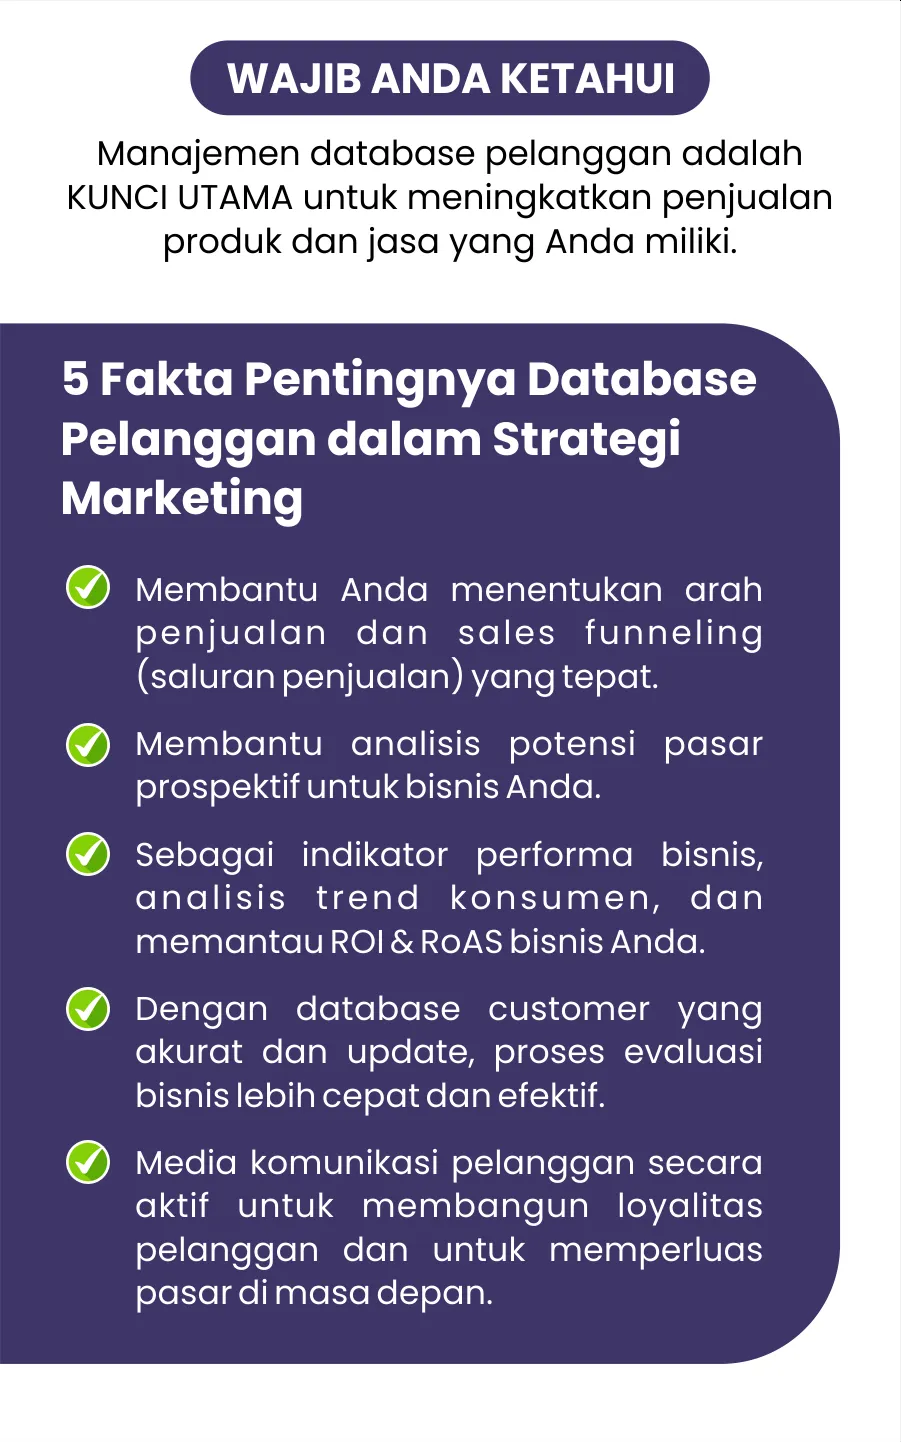 WAJIB ANDA KETAHUI
Manajemen database pelanggan adalah
KUNCI UTAMA untuk meningkatkan penjualan
produk dan jasa yang Anda miliki.
5 Fakta Pentingnya Database
Pelanggan dalam Strategi
Marketing
Membantu Anda menentukan arah
penjualan dan sales funneling
(saluran penjualan) yang tepat.
Membantu analisis potensi pasar
prospektif untuk bisnis Anda.
Sebagai indikator performa bisnis,
analisis trend konsumen, dan
memantau ROI & RoAS bisnis Anda.
Dengan database customer yang
akurat dan update, proses evaluasi
bisnis lebih cepat dan efektif.
Media komunikasi pelanggan secara
aktif untuk membangun loyalitas
pelanggan dan untuk memperluas
pasar di masa depan.